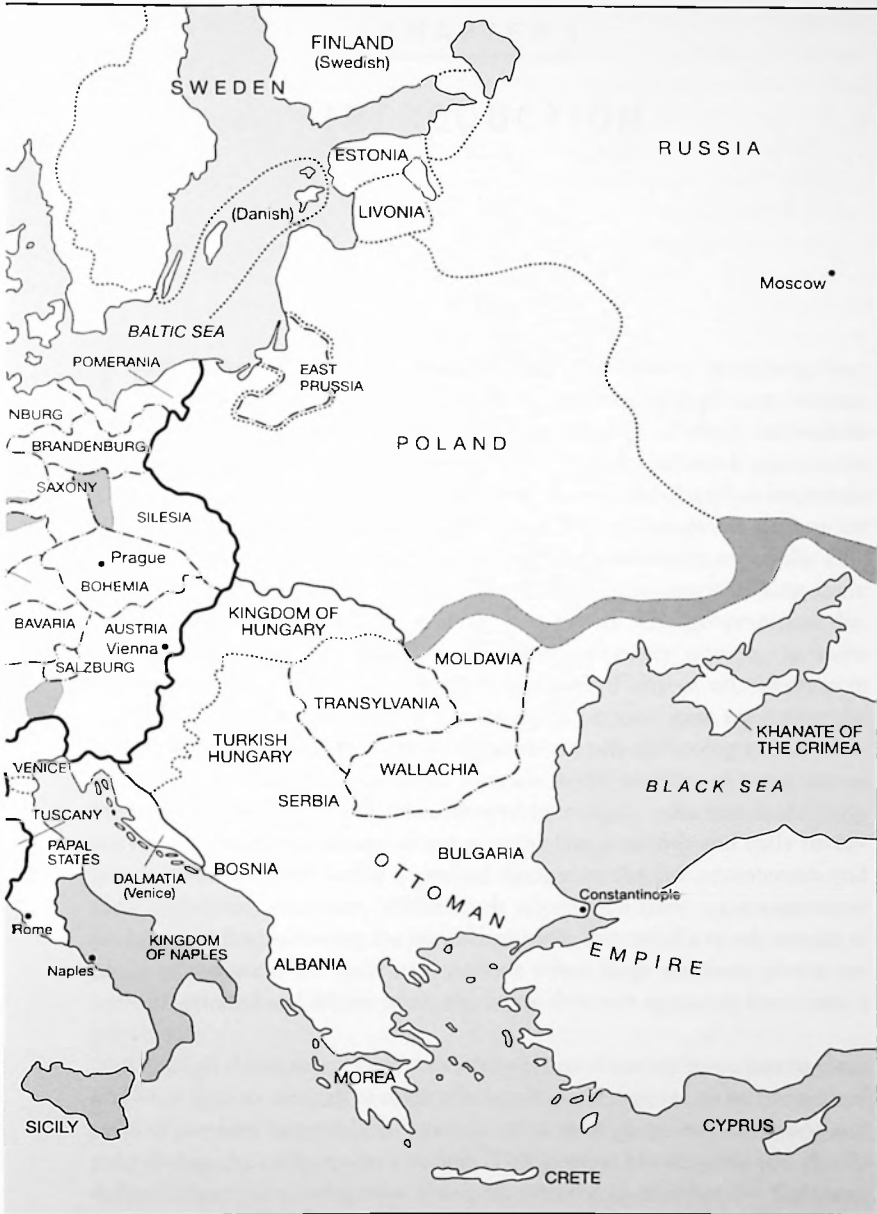 FINLAND
(Swedish)
SWEDEN
ESTONIA
RUSSIA
LIVONIA
(Danish)
Moscow
BALTIC SEA
POMERANIA
EAST
PRUSSIA
NBURG
BRANDENBURG
POLAND
SAXONY
SILESIA
Prague
BOHEMIA
KINGDOM OF
HUNGARY
BAVARIA
AUSTRIA
Vienna
SALZBURG
MOLDAVIA
TRANSYLVANIA
KHANATE OF
THE CRIMEA
TURKISH
HUNGARY
WALLACHIA
VENICE
BLACK SEA
SERBIA
TUSCANY
PAPAL
STATES
BULGARIA
BOSNIA
DALMATIA
(Venice)
OTTOMAN
EMPIRE
Constantinople
Rome
KINGDOM
OF NAPLES
Naples
ALBANIA
MOREA
SICILY
CYPRUS
CRETE